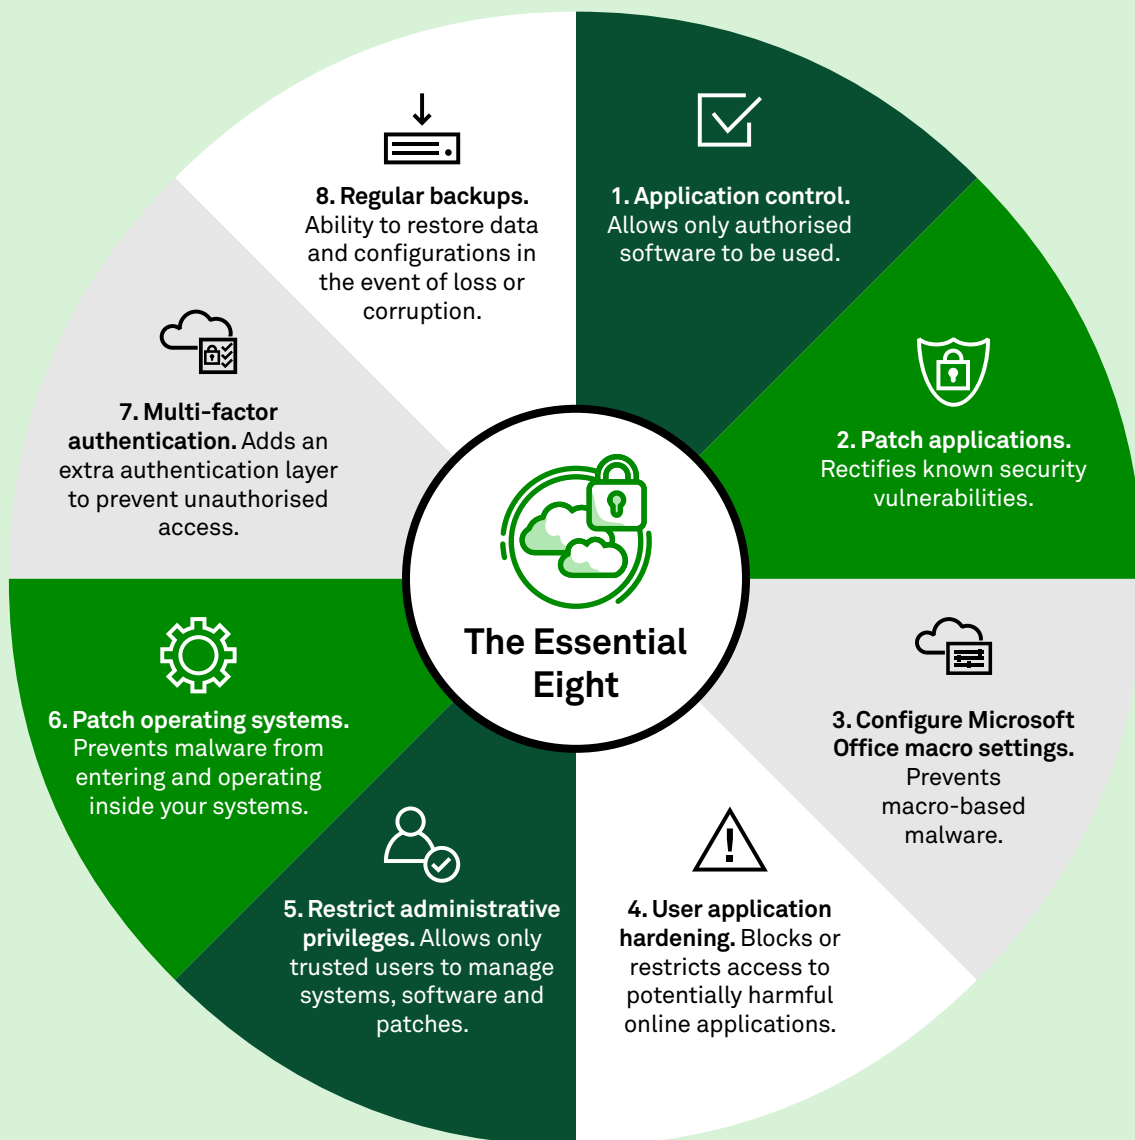 8. Regular backups.
Ability to restore data
and configurations in
the event of loss or
corruption.
1. Application control.
Allows only authorised
software to be used.
7. Multi-factor
authentication. Adds an
extra authentication layer
to prevent unauthorised
access.
2. Patch applications.
Rectifies known security
vulnerabilities.
The Essential
Eight
6. Patch operating systems.
Prevents malware from
entering and operating
inside your systems.
3. Configure Microsoft
Office macro settings.
Prevents
macro-based
malware.
5. Restrict administrative
privileges. Allows only
trusted users to manage
systems, software and
patches.
4. User application
hardening. Blocks or
restricts access to
potentially harmful
online applications.